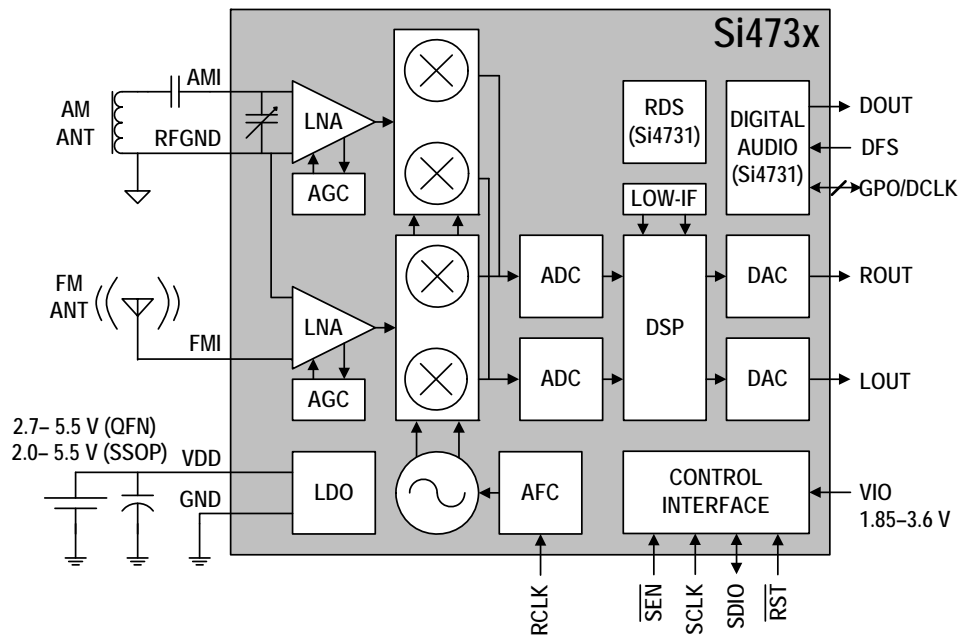 Si473x
AMI
AM
ANT
RFGND
LNA
AGC
RDS
(Si4731)
DIGITAL
AUDIO
(Si4731)
DOUT
DFS
GPO/DCLK
LOW-IF
FM
ANT
FMI
LNA
AGC
ADC
ADC
DSP
DAC
DAC
ROUT
LOUT
2.7– 5.5 V (QFN)
2.0– 5.5 V (SSOP)
VDD
GND
LDO
AFC
CONTROL
INTERFACE
VIO
1.85–3.6 V
RCLK
SEN
SCLK
SDIO
RST